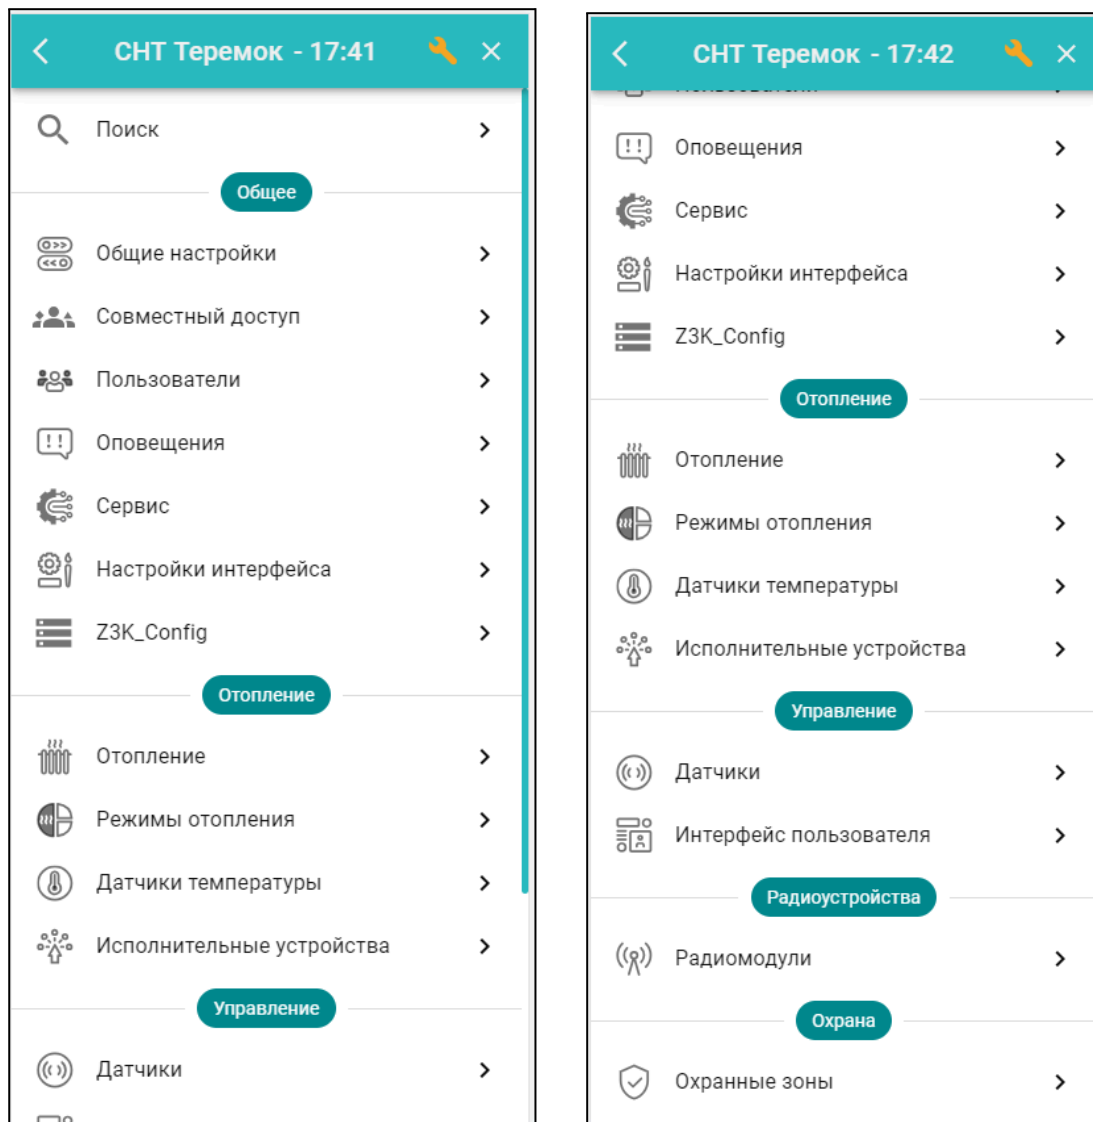 СНТ Теремок - 17:41
Поиск
Общее
Общие настройки
Совместный доступ
Пользователи
Оповещения
Сервис
Настройки интерфейса
Z3K_Config
Отопление
Отопление
Режимы отопления
Датчики температуры
Исполнительные устройства
Управление
Датчики
СНТ Теремок - 17:42
Оповещения
Сервис
Настройки интерфейса
Z3K_Config
Отопление
Отопление
Режимы отопления
Датчики температуры
Исполнительные устройства
Управление
Датчики
Интерфейс пользователя
Радиоустройства
Радиомодули
Охрана
Охранные зоны